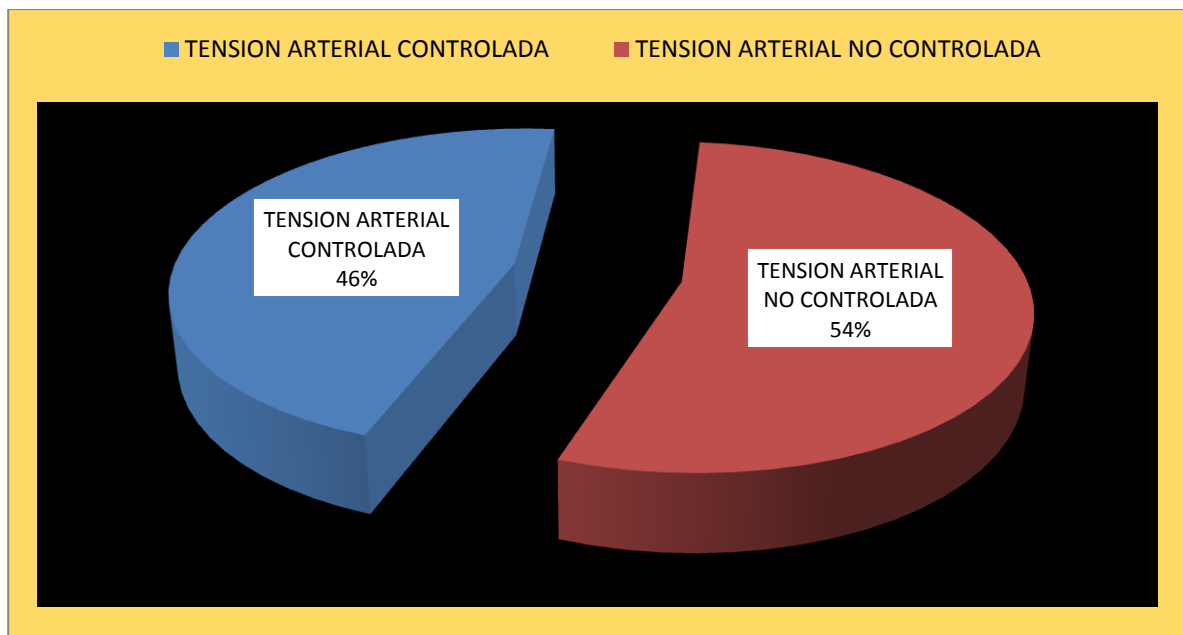 TENSION ARTERIAL CONTROLADA
TENSION ARTERIAL NO CONTROLADA
TENSION ARTERIAL
CONTROLADA
46%
TENSION ARTERIAL
NO CONTROLADA
54%